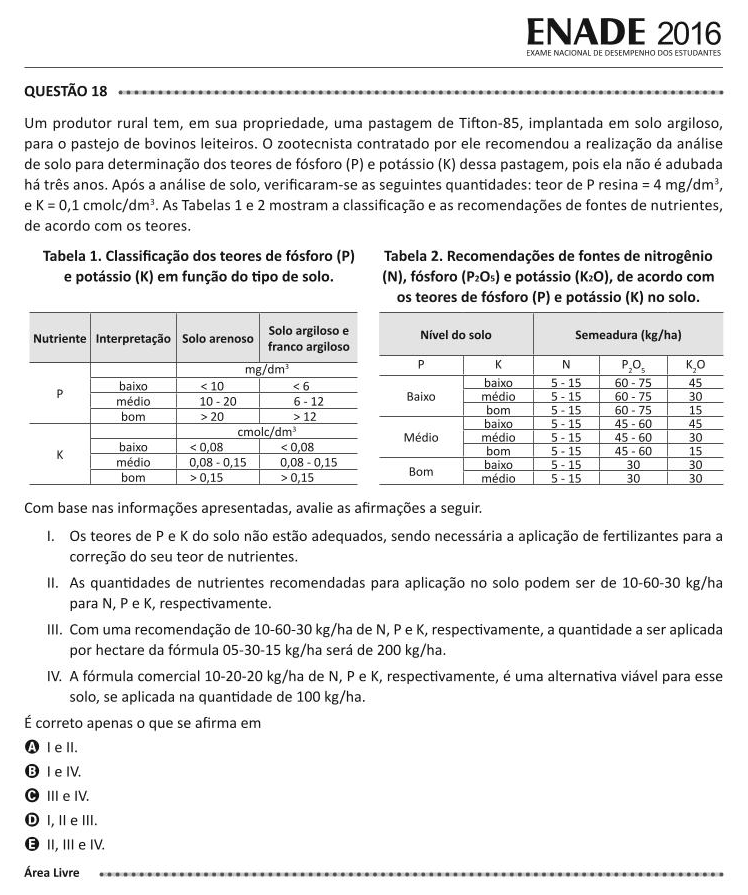 ENADE 2016
EXAME NACIONAL DE DESEMPENHO DOS ESTUDANTES
QUESTÃO 18
Um produtor rural tem, em sua propriedade, uma pastagem de Tifton-85, implantada em solo argiloso,
para o pastejo de bovinos leiteiros. O zootecnista contratado por ele recomendou a realização da análise
de solo para determinação dos teores de fósforo (P) e potássio (K) dessa pastagem, pois ela não é adubada
há três anos. Após a análise de solo, verificaram-se as seguintes quantidades: teor de P resina = 4 mg/dm³,
e K = 0,1 cmolc/dm³. As Tabelas 1 e 2 mostram a classificação e as recomendações de fontes de nutrientes,
de acordo com os teores.
Tabela 1. Classificação dos teores de fósforo (P)
e potássio (K) em função do tipo de solo.
Nutriente Interpretação Solo arenoso Solo argiloso e
franco argiloso
mg/dm³
P
baixo < 10 < 6
médio 10 - 20 6 - 12
bom > 20 > 12
cmolc/dm³
K
baixo < 0,08 < 0,08
médio 0,08 - 0,15 0,08 - 0,15
bom > 0,15 > 0,15
Tabela 2. Recomendações de fontes de nitrogênio
(N), fósforo (P₂O₅) e potássio (K₂O), de acordo com
os teores de fósforo (P) e potássio (K) no solo.
Nível do solo Semeadura (kg/ha)
P K N P₂O₅ K₂O
Baixo
baixo 5 - 15 60 - 75 45
médio 5 - 15 60 - 75 30
bom 5 - 15 60 - 75 15
Médio
baixo 5 - 15 45 - 60 45
médio 5 - 15 45 - 60 30
bom 5 - 15 45 - 60 15
Bom
baixo 5 - 15 30 30
médio 5 - 15 30 30
Com base nas informações apresentadas, avalie as afirmações a seguir.
I. Os teores de P e K do solo não estão adequados, sendo necessária a aplicação de fertilizantes para a
correção do seu teor de nutrientes.
II. As quantidades de nutrientes recomendadas para aplicação no solo podem ser de 10-60-30 kg/ha
para N, P e K, respectivamente.
III. Com uma recomendação de 10-60-30 kg/ha de N, P e K, respectivamente, a quantidade a ser aplicada
por hectare da fórmula 05-30-15 kg/ha será de 200 kg/ha.
IV. A fórmula comercial 10-20-20 kg/ha de N, P e K, respectivamente, é uma alternativa viável para esse
solo, se aplicada na quantidade de 100 kg/ha.
É correto apenas o que se afirma em
A I e II.
B I e IV.
C III e IV.
D I, II e III.
E II, III e IV.
Área Livre